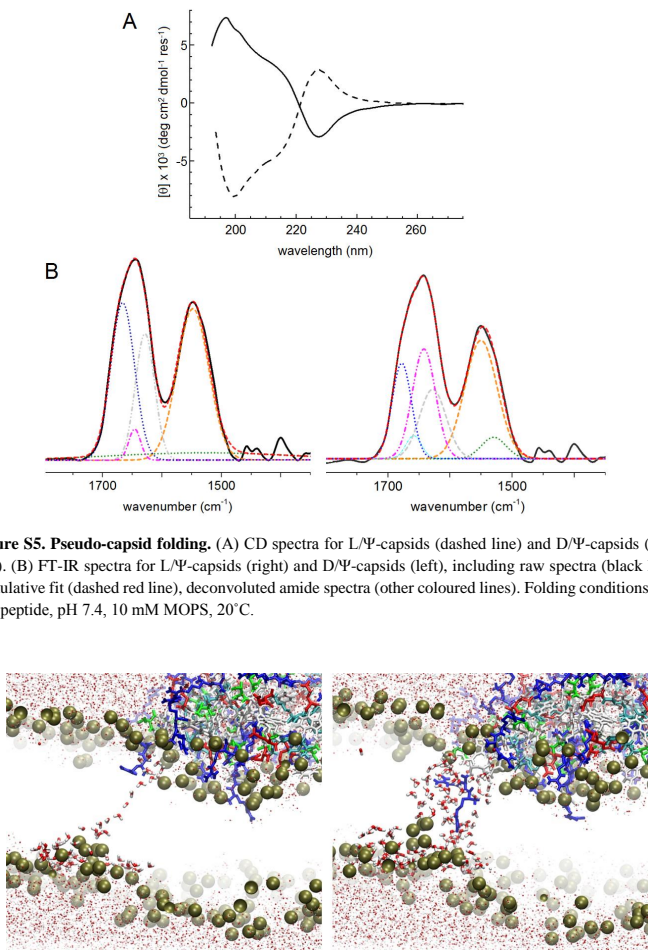 A
5
0
-5
[θ] x 10³ (deg cm² dmol⁻¹ res⁻¹)
200 220 240 260
wavelength (nm)
B
1700 1500
wavenumber (cm⁻¹)
1700 1500
wavenumber (cm⁻¹)
ure S5. Pseudo-capsid folding. (A) CD spectra for L/Ψ-capsids (dashed line) and D/Ψ-capsids (
). (B) FT-IR spectra for L/Ψ-capsids (right) and D/Ψ-capsids (left), including raw spectra (black
ulative fit (dashed red line), deconvoluted amide spectra (other coloured lines). Folding conditions
peptide, pH 7.4, 10 mM MOPS, 20˚C.